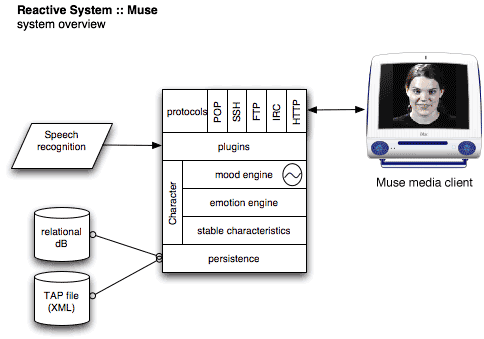 Reactive System :: Muse
system overview
protocols
POP
SSH
FTP
IRC
HTTP
Speech
recognition
plugins
Character
mood engine
emotion engine
stable characteristics
persistence
relational
dB
TAP file
(XML)
Muse media client